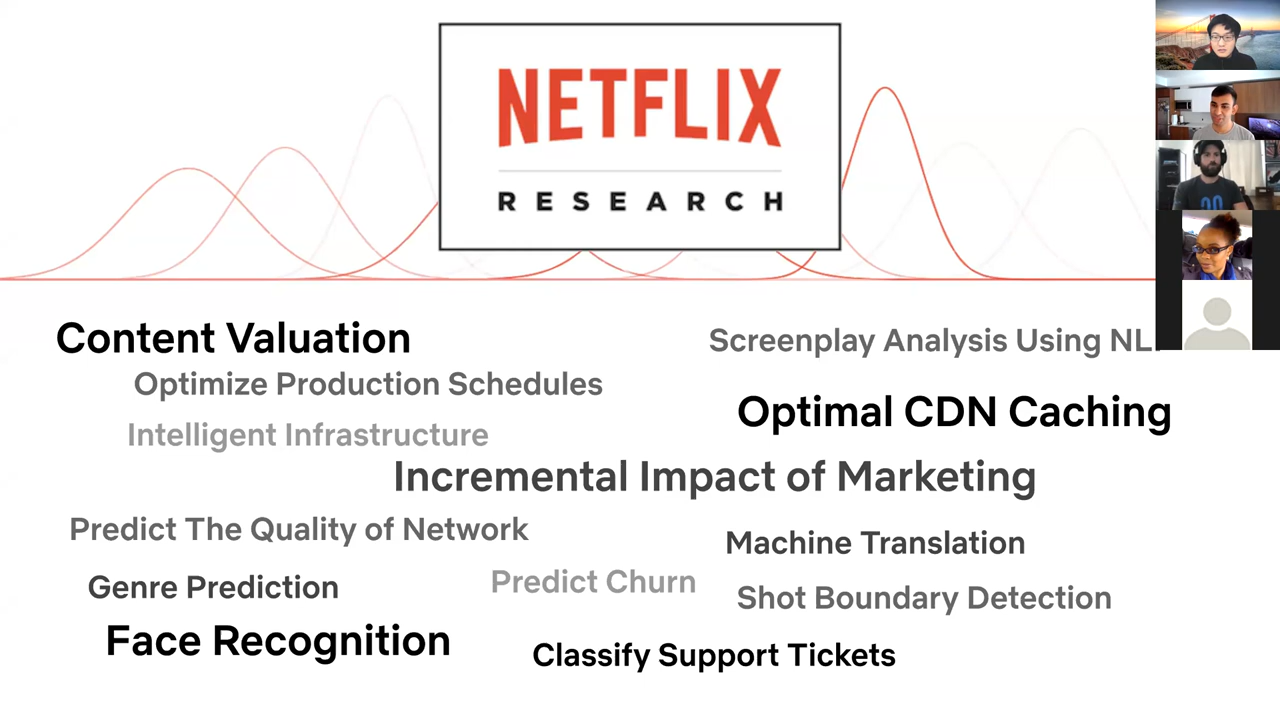 NETFLIX
RESEARCH
Content Valuation
Screenplay Analysis Using NL
Optimize Production Schedules
Optimal CDN Caching
Intelligent Infrastructure
Incremental Impact of Marketing
Predict The Quality of Network
Machine Translation
Genre Prediction
Predict Churn
Shot Boundary Detection
Face Recognition
Classify Support Tickets